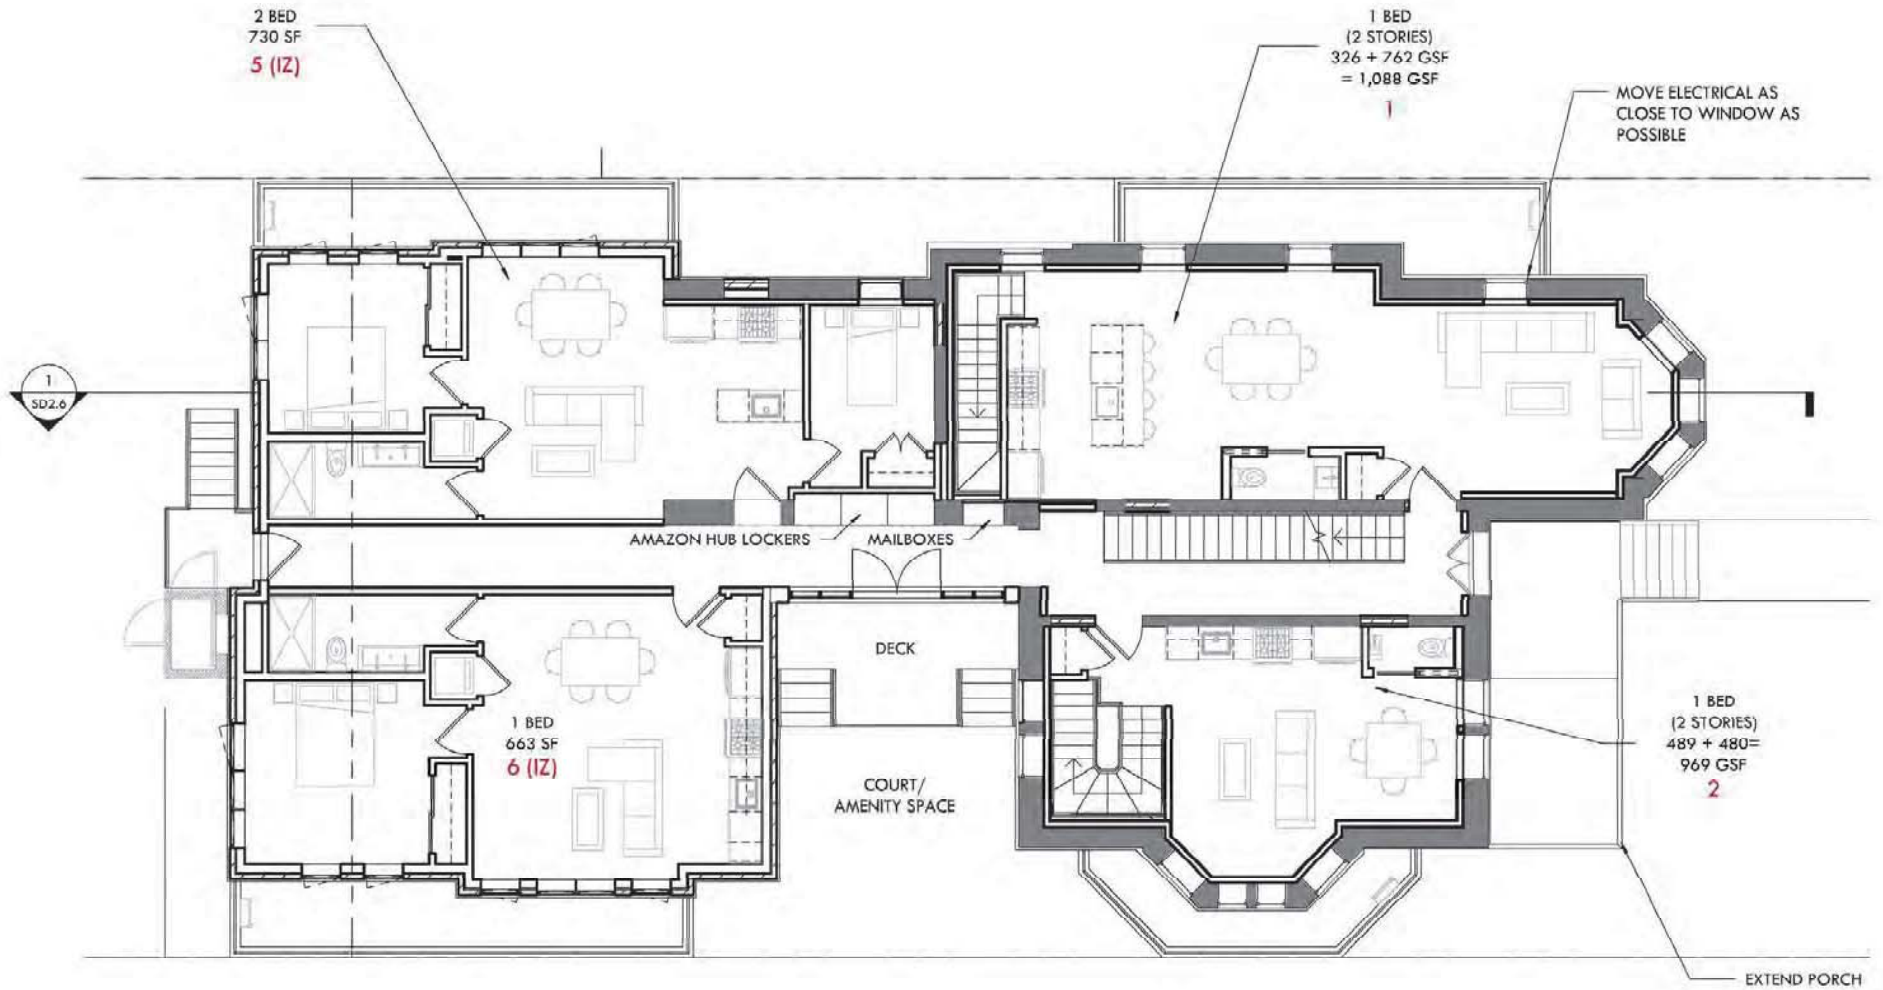 2 BED
730 SF
5 (IZ)
1 BED
(2 STORIES)
326 + 762 GSF
= 1,088 GSF
1
MOVE ELECTRICAL AS
CLOSE TO WINDOW AS
POSSIBLE
1
SD2.6
AMAZON HUB LOCKERS
MAILBOXES
DECK
1 BED
663 SF
6 (IZ)
COURT/
AMENITY SPACE
1 BED
(2 STORIES)
489 + 480=
969 GSF
2
EXTEND PORCH